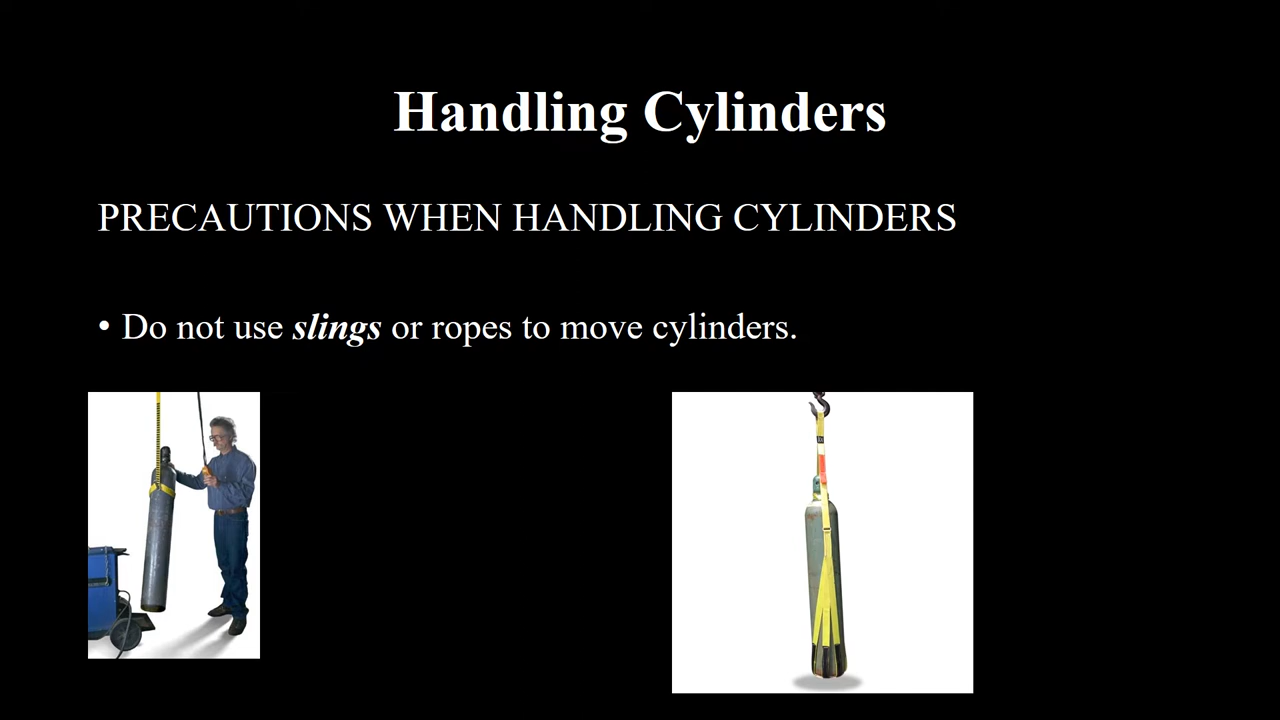 Handling Cylinders
PRECAUTIONS WHEN HANDLING CYLINDERS
• Do not use slings or ropes to move cylinders.